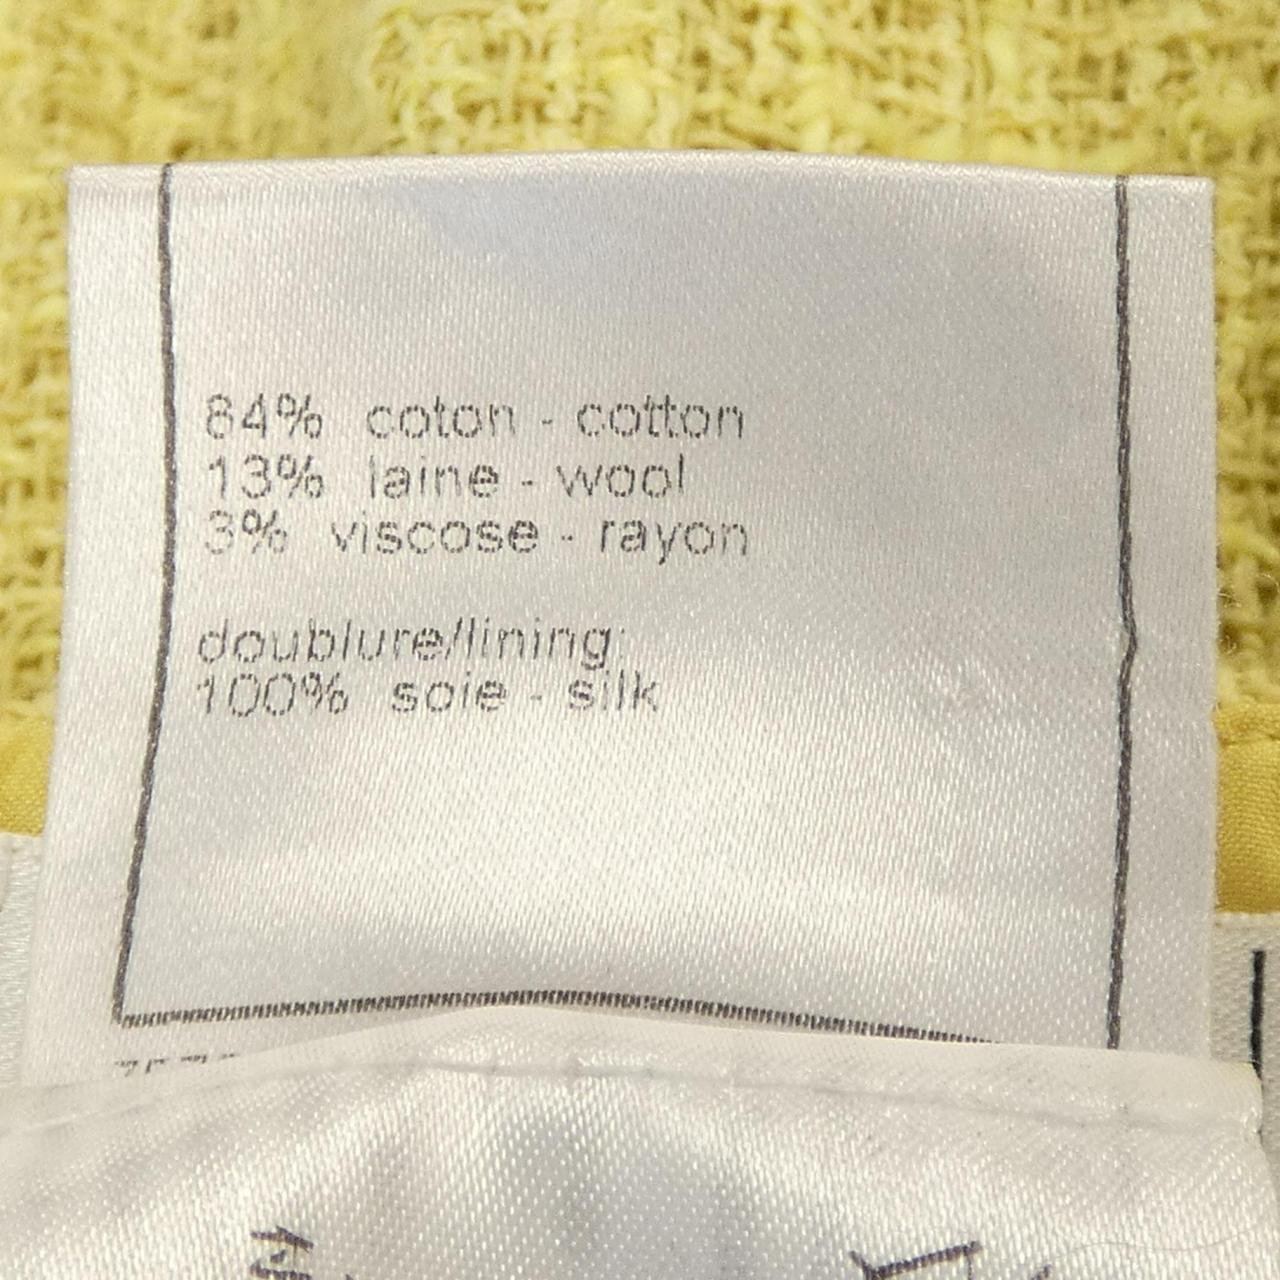 84% coton - cotton
13% laine - wool
3% viscose - rayon
doublure/lining:
100% soie - silk